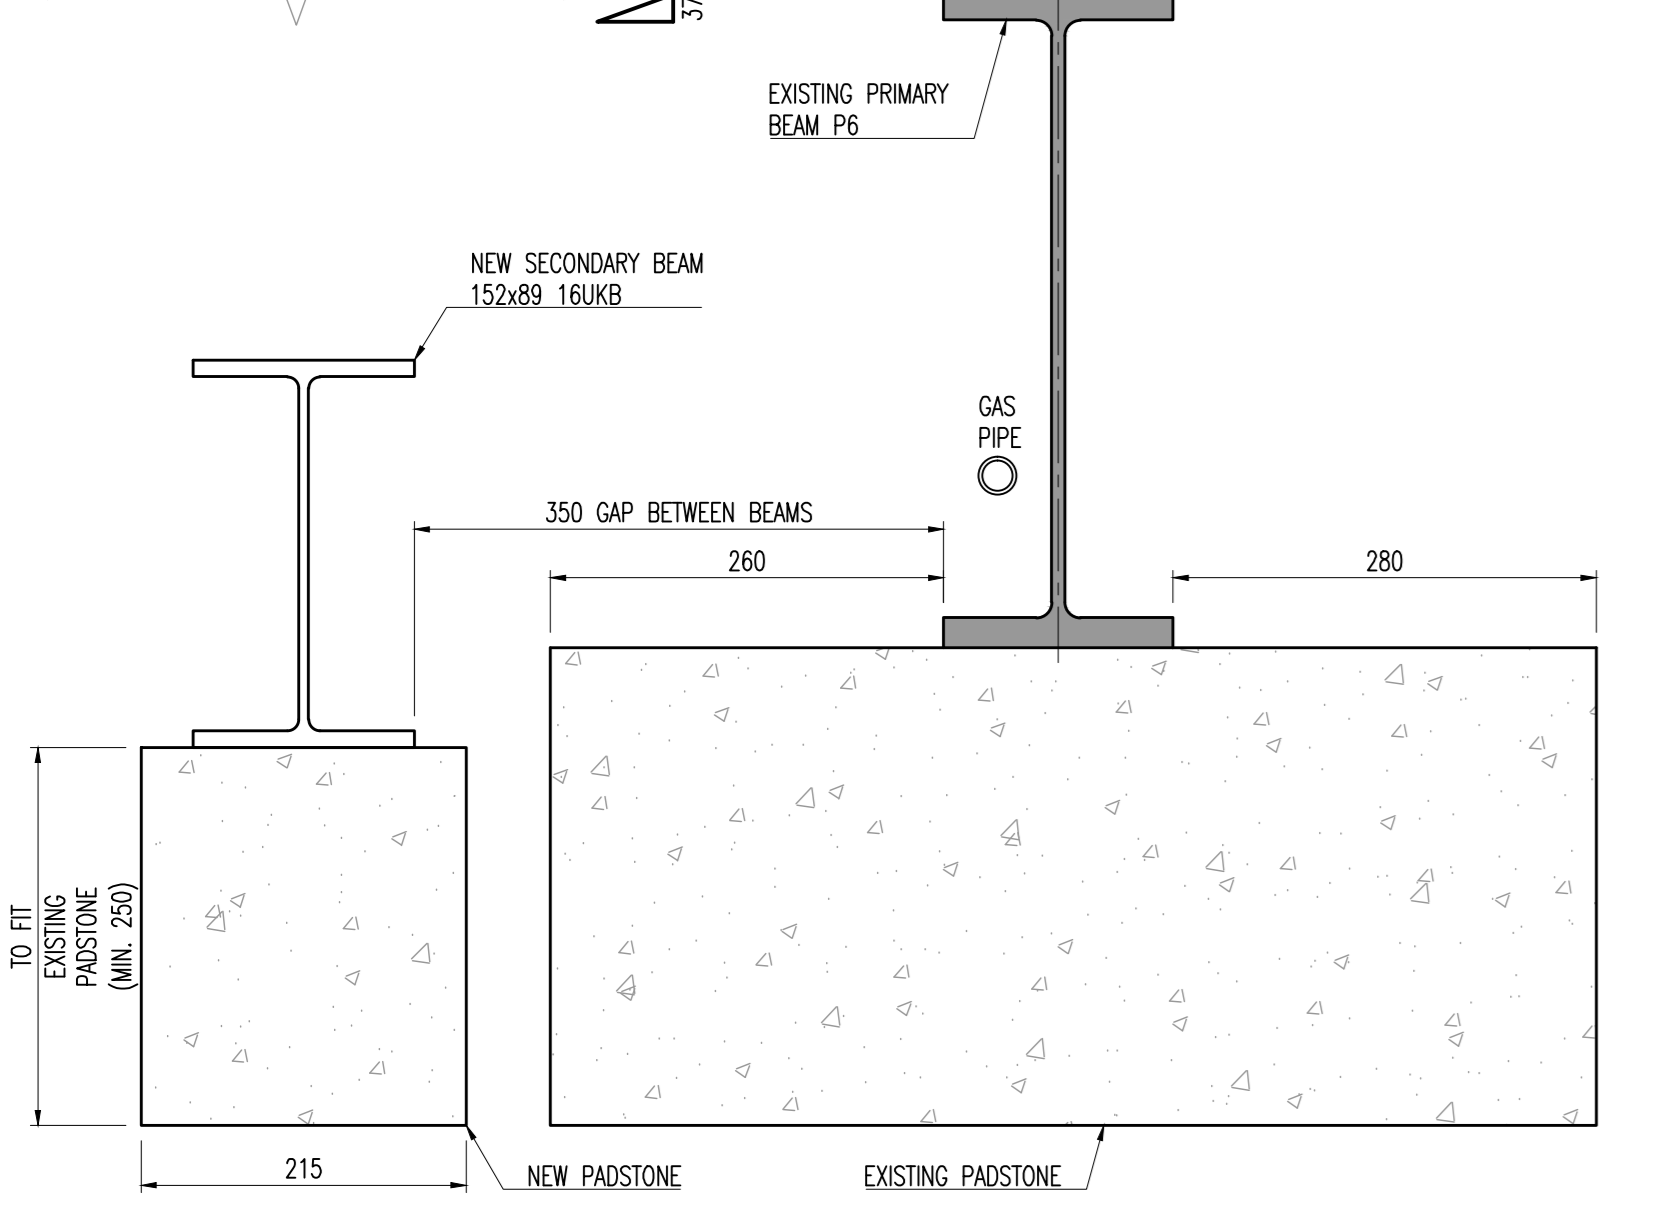 37
EXISTING PRIMARY
BEAM P6
NEW SECONDARY BEAM
152x89 16UKB
GAS
PIPE
350 GAP BETWEEN BEAMS
260
280
TO FIT
EXISTING
PADSTONE
(MIN. 250)
215
NEW PADSTONE
EXISTING PADSTONE